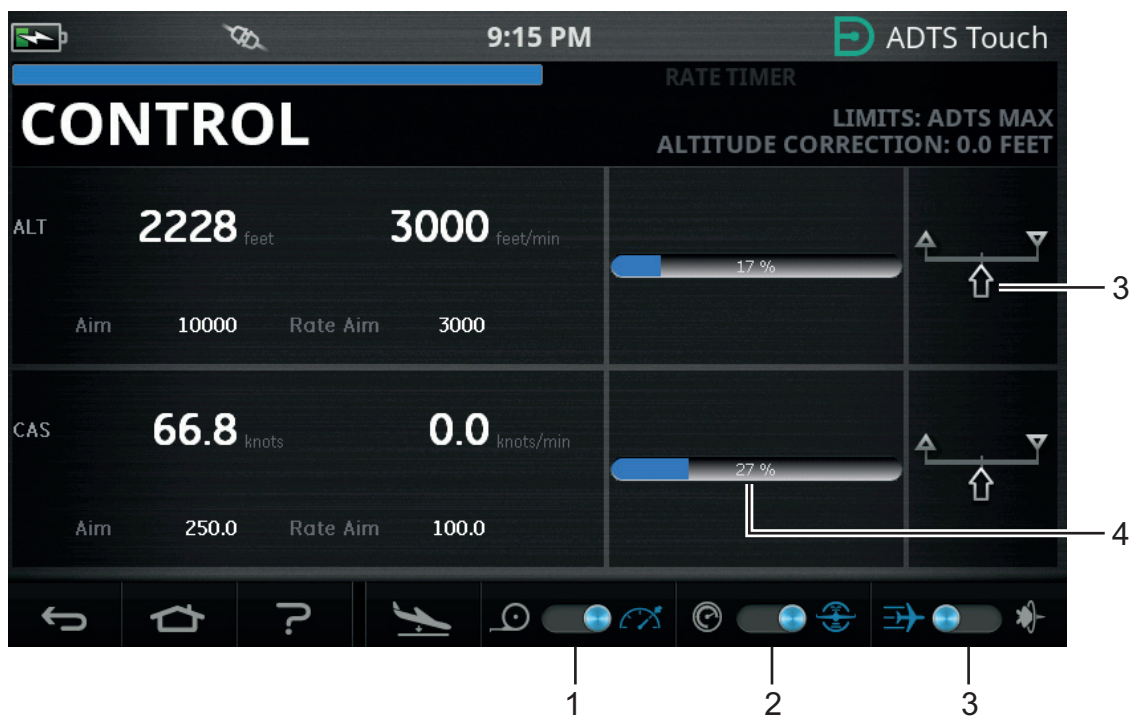 9:15 PM
ADTS Touch
RATE TIMER
CONTROL
LIMITS: ADTS MAX
ALTITUDE CORRECTION: 0.0 FEET
ALT 2228 feet 3000 feet/min
17 %
3
Aim 10000 Rate Aim 3000
CAS 66.8 knots 0.0 knots/min
27 %
4
Aim 250.0 Rate Aim 100.0
?
1 2 3